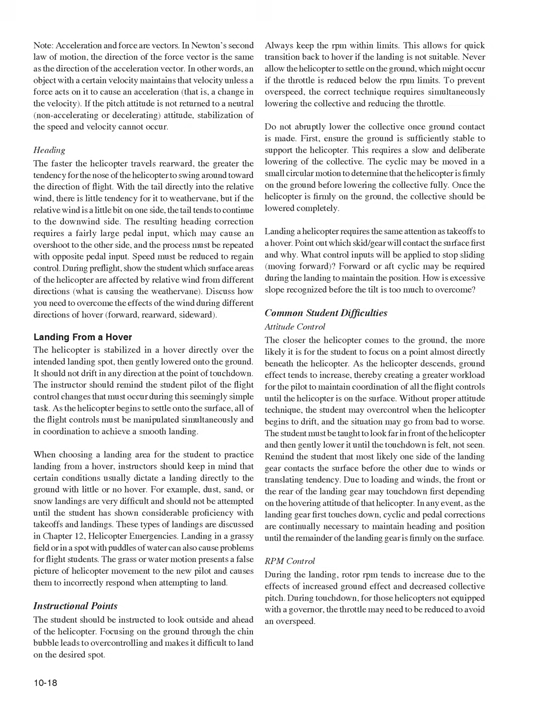 Note: Acceleration and force are vectors. In Newton's second
law of motion, the direction of the force vector is the same
as the direction of the acceleration vector. In other words, an
object with a certain velocity maintains that velocity unless a
force acts on it to cause an acceleration (that is, a change in
the velocity). If the pitch attitude is not returned to a neutral
(non-accelerating or decelerating) attitude, stabilization of
the speed and velocity cannot occur.
Heading
The faster the helicopter travels rearward, the greater the
tendency for the nose of the helicopter to swing around toward
the direction of flight. With the tail directly into the relative
wind, there is little tendency for it to weathervane, but if the
relative wind is a little bit on one side, the tail tends to continue
to the downwind side. The resulting heading correction
requires a fairly large pedal input, which may cause an
overshoot to the other side, and the process must be repeated
with opposite pedal input. Speed must be reduced to regain
control. During preflight, show the student which surface areas
of the helicopter are affected by relative wind from different
directions (what is causing the weathervane). Discuss how
you need to overcome the effects of the wind during different
directions of hover (forward, rearward, sideward).
Landing From a Hover
The helicopter is stabilized in a hover directly over the
intended landing spot, then gently lowered onto the ground.
It should not drift in any direction at the point of touchdown.
The instructor should remind the student pilot of the flight
control changes that must occur during this seemingly simple
task. As the helicopter begins to settle onto the surface, all of
the flight controls must be manipulated simultaneously and
in coordination to achieve a smooth landing.
When choosing a landing area for the student to practice
landing from a hover, instructors should keep in mind that
certain conditions usually dictate a landing directly to the
ground with little or no hover. For example, dust, sand, or
snow landings are very difficult and should not be attempted
until the student has shown considerable proficiency with
takeoffs and landings. These types of landings are discussed
in Chapter 12, Helicopter Emergencies. Landing in a grassy
field or in a spot with puddles of water can also cause problems
for flight students. The grass or water motion presents a false
picture of helicopter movement to the new pilot and causes
them to incorrectly respond when attempting to land.
Instructional Points
The student should be instructed to look outside and ahead
of the helicopter. Focusing on the ground through the chin
bubble leads to overcontrolling and makes it difficult to land
on the desired spot.
Always keep the rpm within limits. This allows for quick
transition back to hover if the landing is not suitable. Never
allow the helicopter to settle on the ground, which might occur
if the throttle is reduced below the rpm limits. To prevent
overspeed, the correct technique requires simultaneously
lowering the collective and reducing the throttle.
Do not abruptly lower the collective once ground contact
is made. First, ensure the ground is sufficiently stable to
support the helicopter. This requires a slow and deliberate
lowering of the collective. The cyclic may be moved in a
small circular motion to determine that the helicopter is firmly
on the ground before lowering the collective fully. Once the
helicopter is firmly on the ground, the collective should be
lowered completely.
Landing a helicopter requires the same attention as takeoffs to
a hover. Point out which skid/gear will contact the surface first
and why. What control inputs will be applied to stop sliding
(moving forward)? Forward or aft cyclic may be required
during the landing to maintain the position. How is excessive
slope recognized before the tilt is too much to overcome?
Common Student Difficulties
Attitude Control
The closer the helicopter comes to the ground, the more
likely it is for the student to focus on a point almost directly
beneath the helicopter. As the helicopter descends, ground
effect tends to increase, thereby creating a greater workload
for the pilot to maintain coordination of all the flight controls
until the helicopter is on the surface. Without proper attitude
technique, the student may overcontrol when the helicopter
begins to drift, and the situation may go from bad to worse.
The student must be taught to look far in front of the helicopter
and then gently lower it until the touchdown is felt, not seen.
Remind the student that most likely one side of the landing
gear contacts the surface before the other due to winds or
translating tendency. Due to loading and winds, the front or
the rear of the landing gear may touchdown first depending
on the hovering attitude of that helicopter. In any event, as the
landing gear first touches down, cyclic and pedal corrections
are continually necessary to maintain heading and position
until the remainder of the landing gear is firmly on the surface.
RPM Control
During the landing, rotor rpm tends to increase due to the
effects of increased ground effect and decreased collective
pitch. During touchdown, for those helicopters not equipped
with a governor, the throttle may need to be reduced to avoid
an overspeed.
10-18